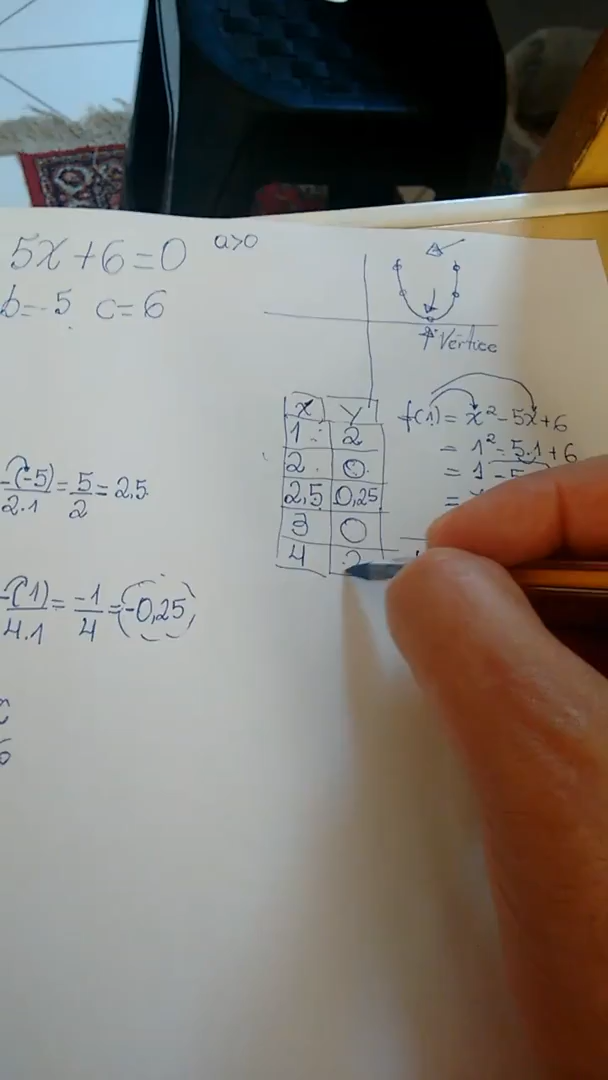 5x+6=0 a>0
b=-5 c=6
Vértice
x y
1 2
2 0
2,5 0,25
3 0
4 2
f(1)= x²-5x+6
= 1²-5.1+6
= 1-5
=
-(-5)/2.1 = 5/2 = 2,5
-(1)/4.1 = -1/4 = -0,25